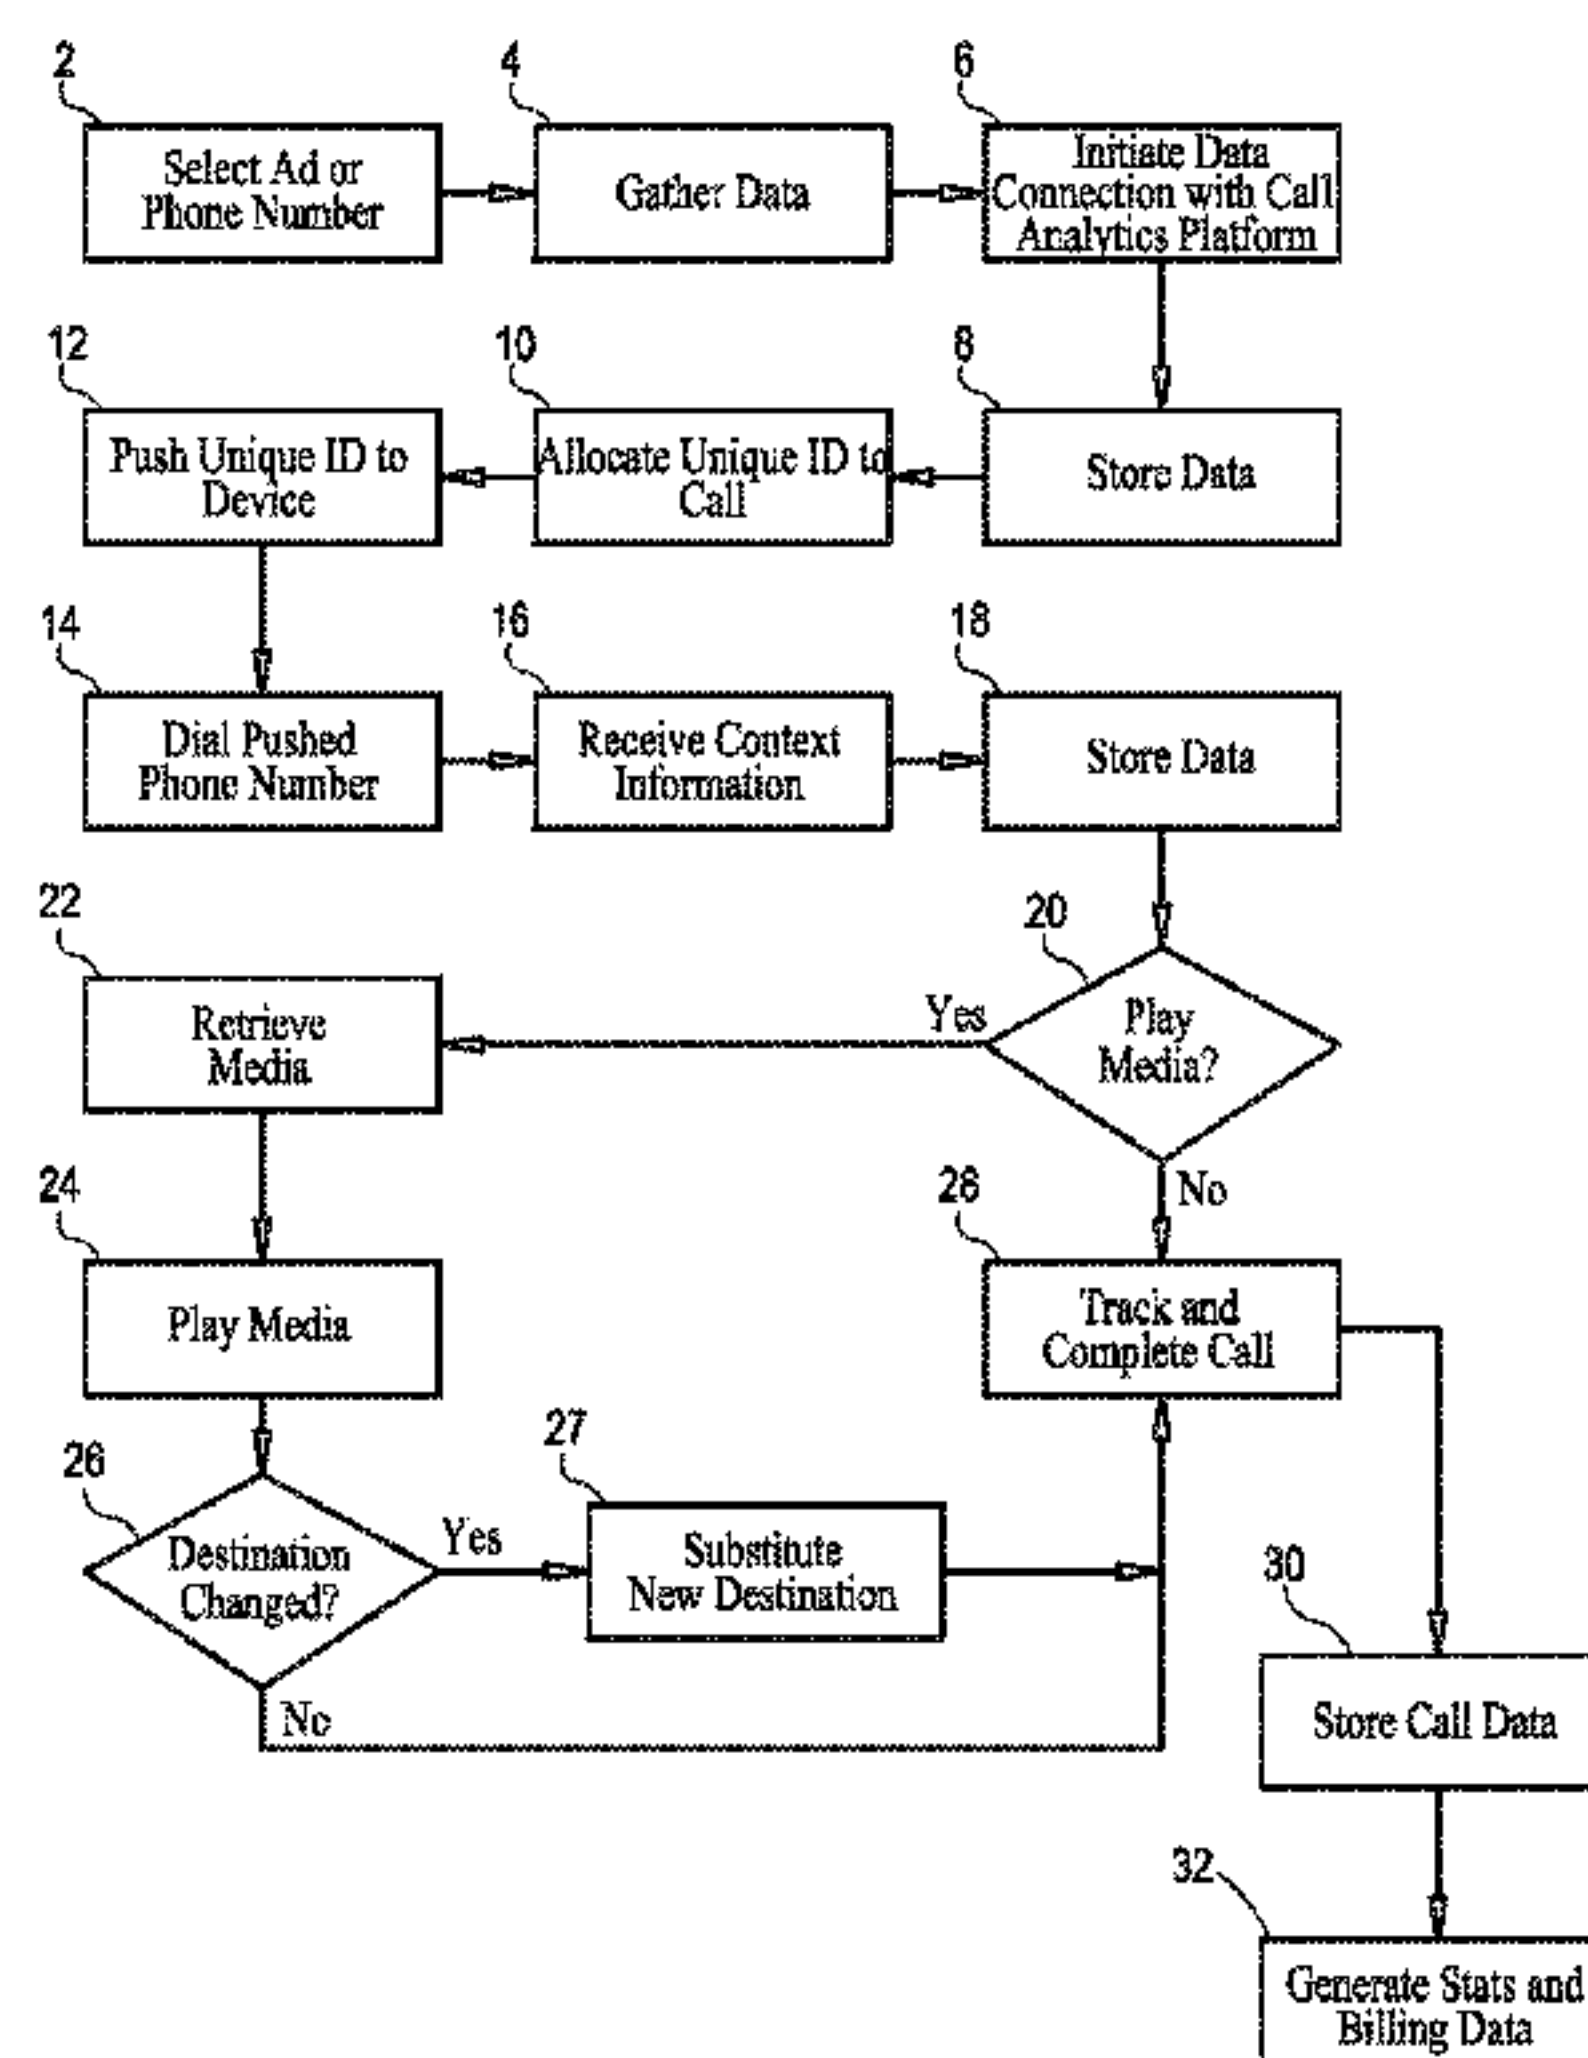 2
4
6
Select Ad or
Phone Number
Gather Data
Initiate Data
Connection with Call
Analytics Platform
12
10
8
Push Unique ID to
Device
Allocate Unique ID to
Call
Store Data
14
16
18
Dial Pushed
Phone Number
Receive Context
Information
Store Data
22
20
Retrieve
Media
Yes
Play
Media?
No
24
28
Play Media
Track and
Complete Call
26
27
Destination
Changed?
Yes
Substitute
New Destination
No
30
Store Call Data
32
Generate Stats and
Billing Data